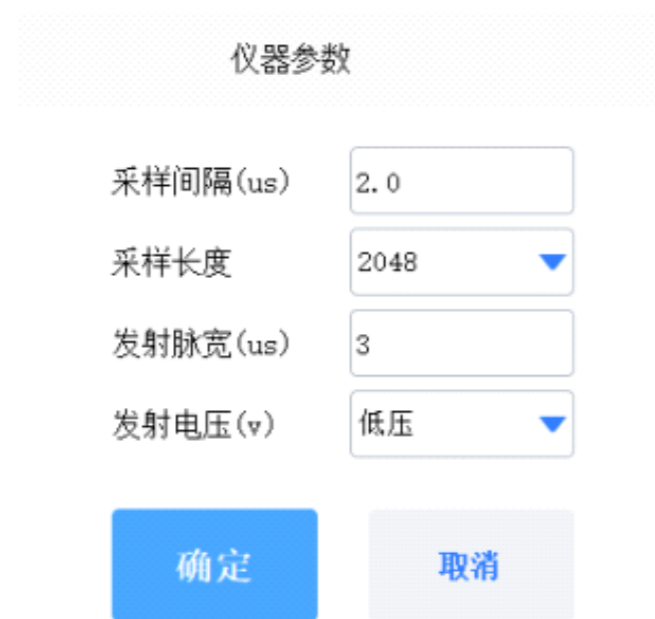 仪器参数
采样间隔(us) 2.0
采样长度 2048
发射脉宽(us) 3
发射电压(v) 低压
确定 取消